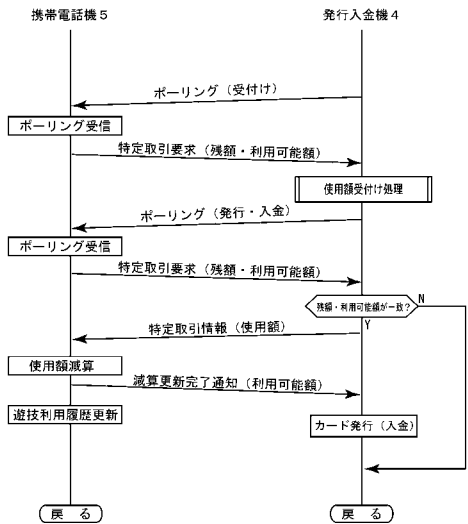 携帯電話機５
発行入金機４
ポーリング（受付け）
ポーリング受信
特定取引要求（残額・利用可能額）
使用額受付け処理
ポーリング（発行・入金）
ポーリング受信
特定取引要求（残額・利用可能額）
残額・利用可能額が一致？
N
Y
特定取引情報（使用額）
使用額減算
減算更新完了通知（利用可能額）
遊技利用履歴更新
カード発行（入金）
戻る
戻る